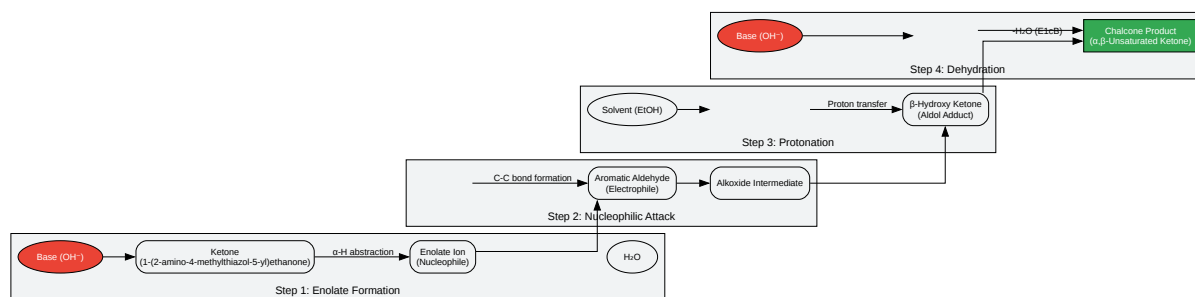 Base (OH⁻)
-H₂O (E1cB)
Chalcone Product
(α,β-Unsaturated Ketone)
Step 4: Dehydration
Solvent (EtOH)
Proton transfer
β-Hydroxy Ketone
(Aldol Adduct)
Step 3: Protonation
C-C bond formation
Aromatic Aldehyde
(Electrophile)
Alkoxide Intermediate
Step 2: Nucleophilic Attack
Base (OH⁻)
Ketone
(1-(2-amino-4-methylthiazol-5-yl)ethanone)
α-H abstraction
Enolate Ion
(Nucleophile)
H₂O
Step 1: Enolate Formation